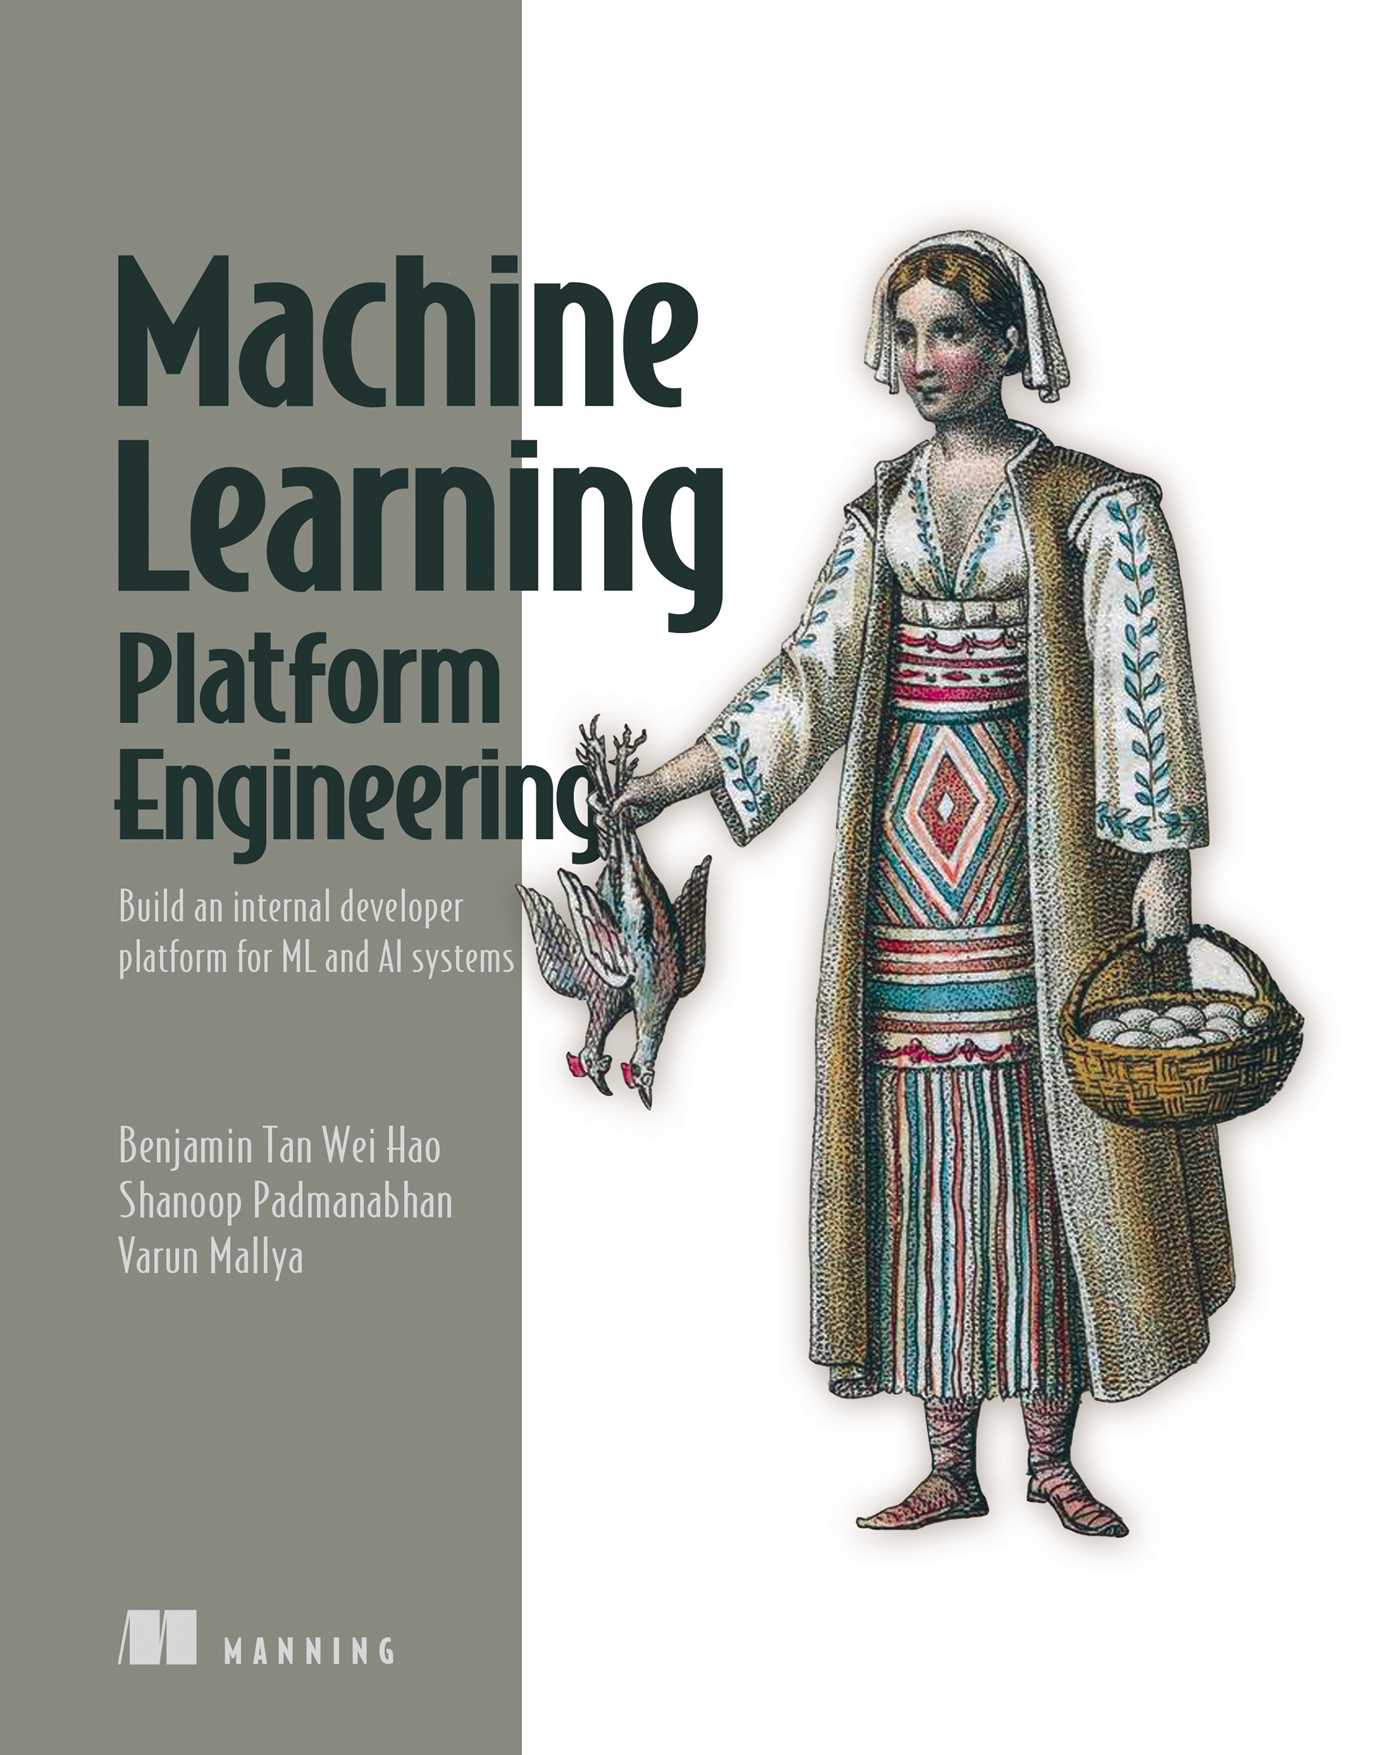 Machine
Learning
Platform
Engineering
Build an internal developer
platform for ML and AI systems
Benjamin Tan Wei Hao
Shanoop Padmanabhan
Varun Mallya
MANNING